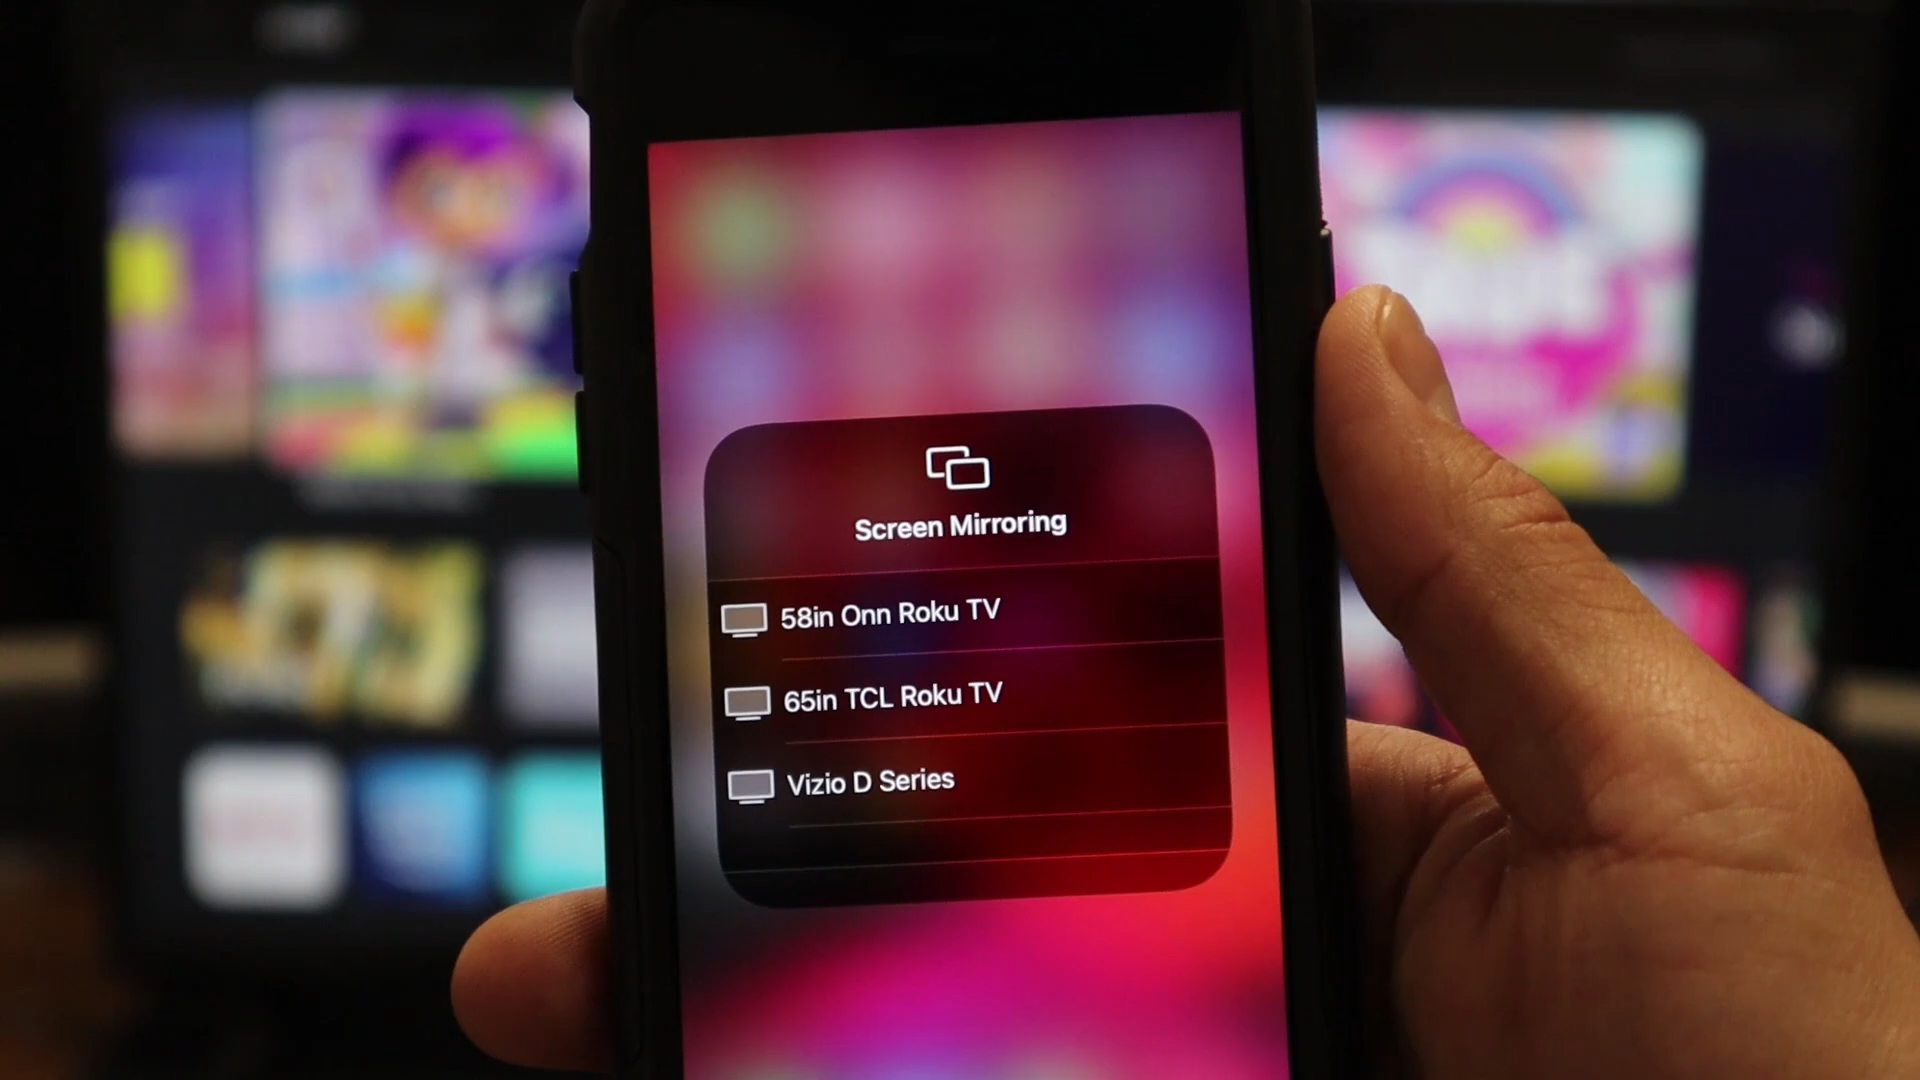 Screen Mirroring
58in Onn Roku TV
65in TCL Roku TV
Vizio D Series